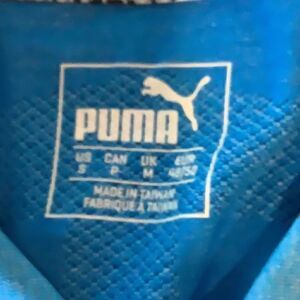 PUMA
US CAN UK EUR
S P M 48/50
MADE IN TAIWAN
FABRIQUÉ À TAIWAN